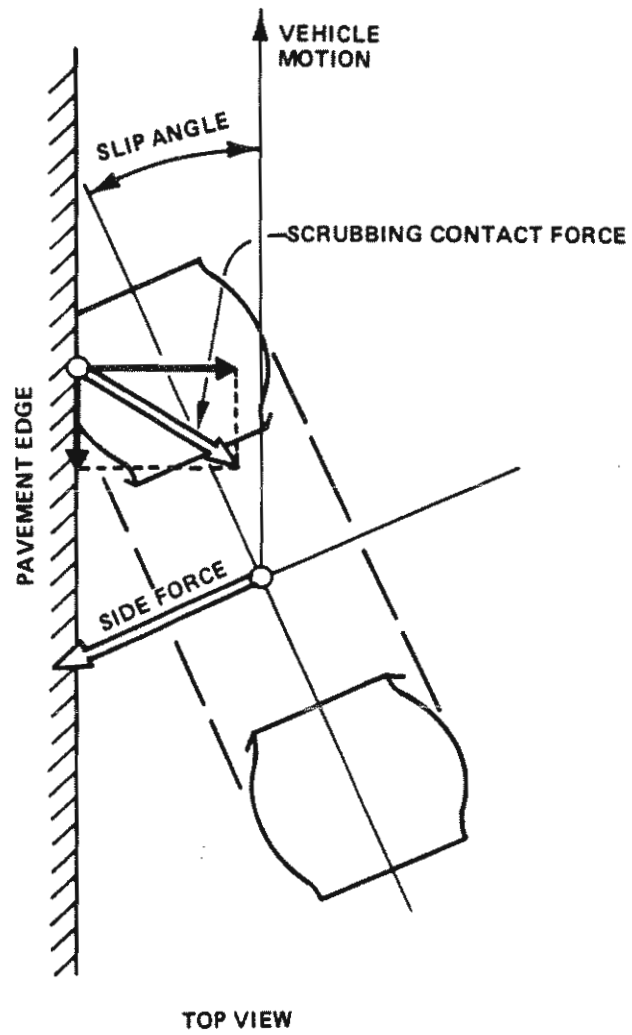 VEHICLE
MOTION
SLIP ANGLE
SCRUBBING CONTACT FORCE
PAVEMENT EDGE
SIDE FORCE
TOP VIEW